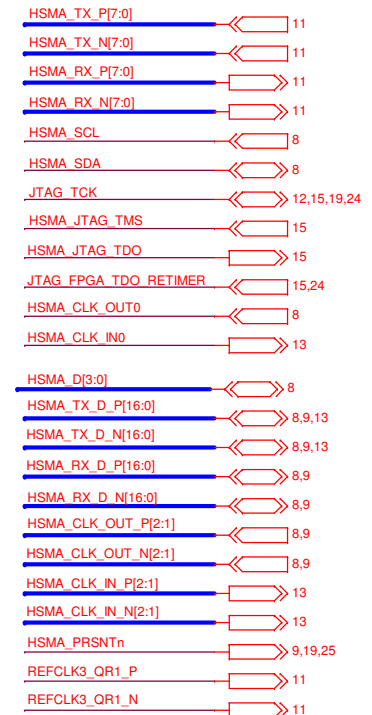 HSMA_TX_P[7:0] 11
HSMA_TX_N[7:0] 11
HSMA_RX_P[7:0] 11
HSMA_RX_N[7:0] 11
HSMA_SCL 8
HSMA_SDA 8
JTAG_TCK 12,15,19,24
HSMA_JTAG_TMS 15
HSMA_JTAG_TDO 15
JTAG_FPGA_TDO_RETIMER 15,24
HSMA_CLK_OUT0 8
HSMA_CLK_IN0 13
HSMA_D[3:0] 8
HSMA_TX_D_P[16:0] 8,9,13
HSMA_TX_D_N[16:0] 8,9,13
HSMA_RX_D_P[16:0] 8,9
HSMA_RX_D_N[16:0] 8,9
HSMA_CLK_OUT_P[2:1] 8,9
HSMA_CLK_OUT_N[2:1] 8,9
HSMA_CLK_IN_P[2:1] 13
HSMA_CLK_IN_N[2:1] 13
HSMA_PRSNTn 9,19,25
REFCLK3_QR1_P 11
REFCLK3_QR1_N 11